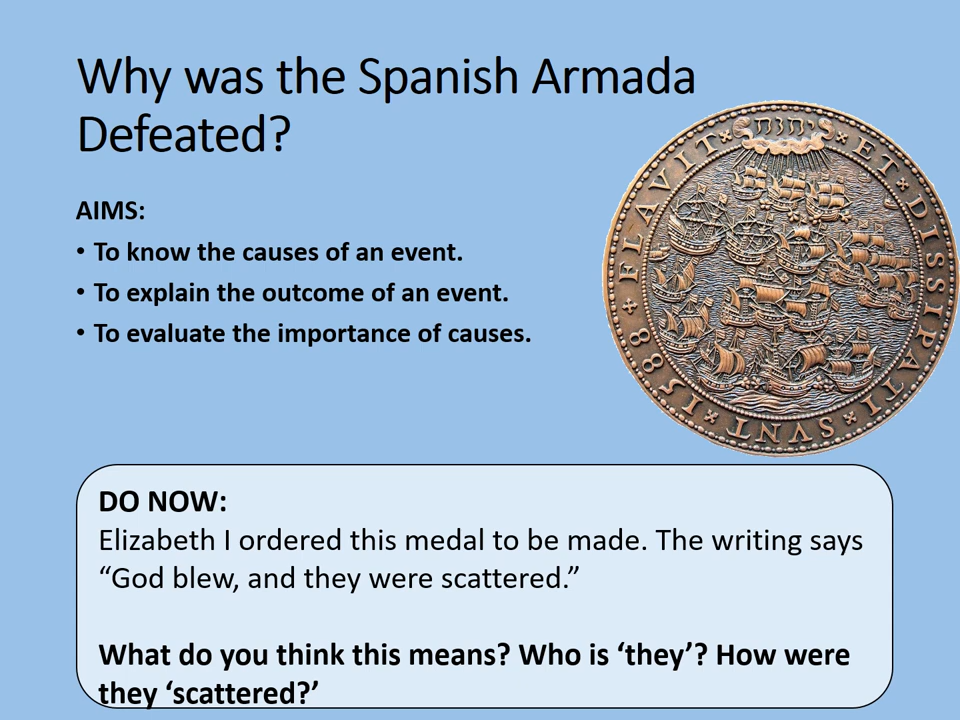 Why was the Spanish Armada
Defeated?
AIMS:
• To know the causes of an event.
• To explain the outcome of an event.
• To evaluate the importance of causes.
FLAVIT יהוה ET DISSIPATI SVNT 1588
DO NOW:
Elizabeth I ordered this medal to be made. The writing says
“God blew, and they were scattered.”
What do you think this means? Who is ‘they’? How were
they ‘scattered?’